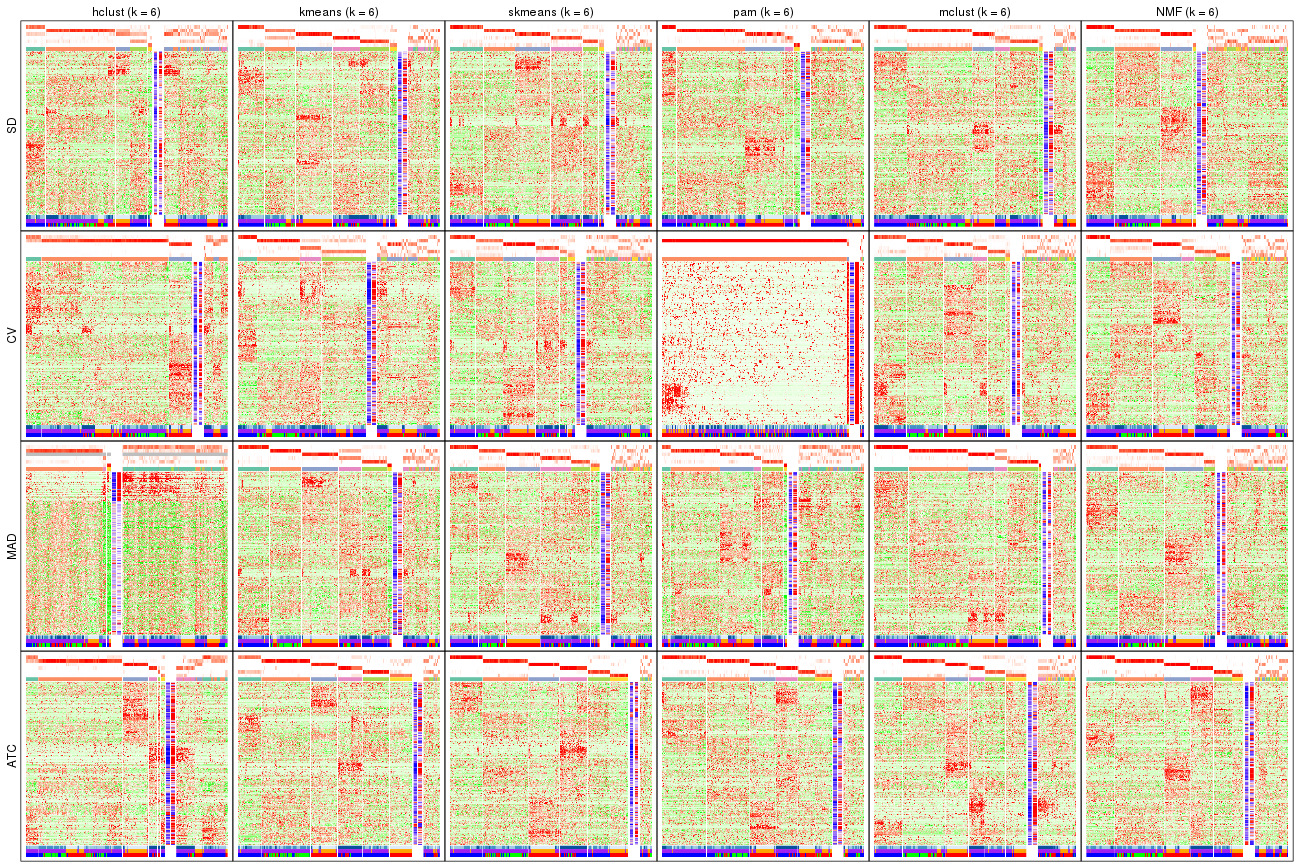 hclust (k = 6) kmeans (k = 6) skmeans (k = 6) pam (k = 6) mclust (k = 6) NMF (k = 6)
SD
CV
MAD
ATC